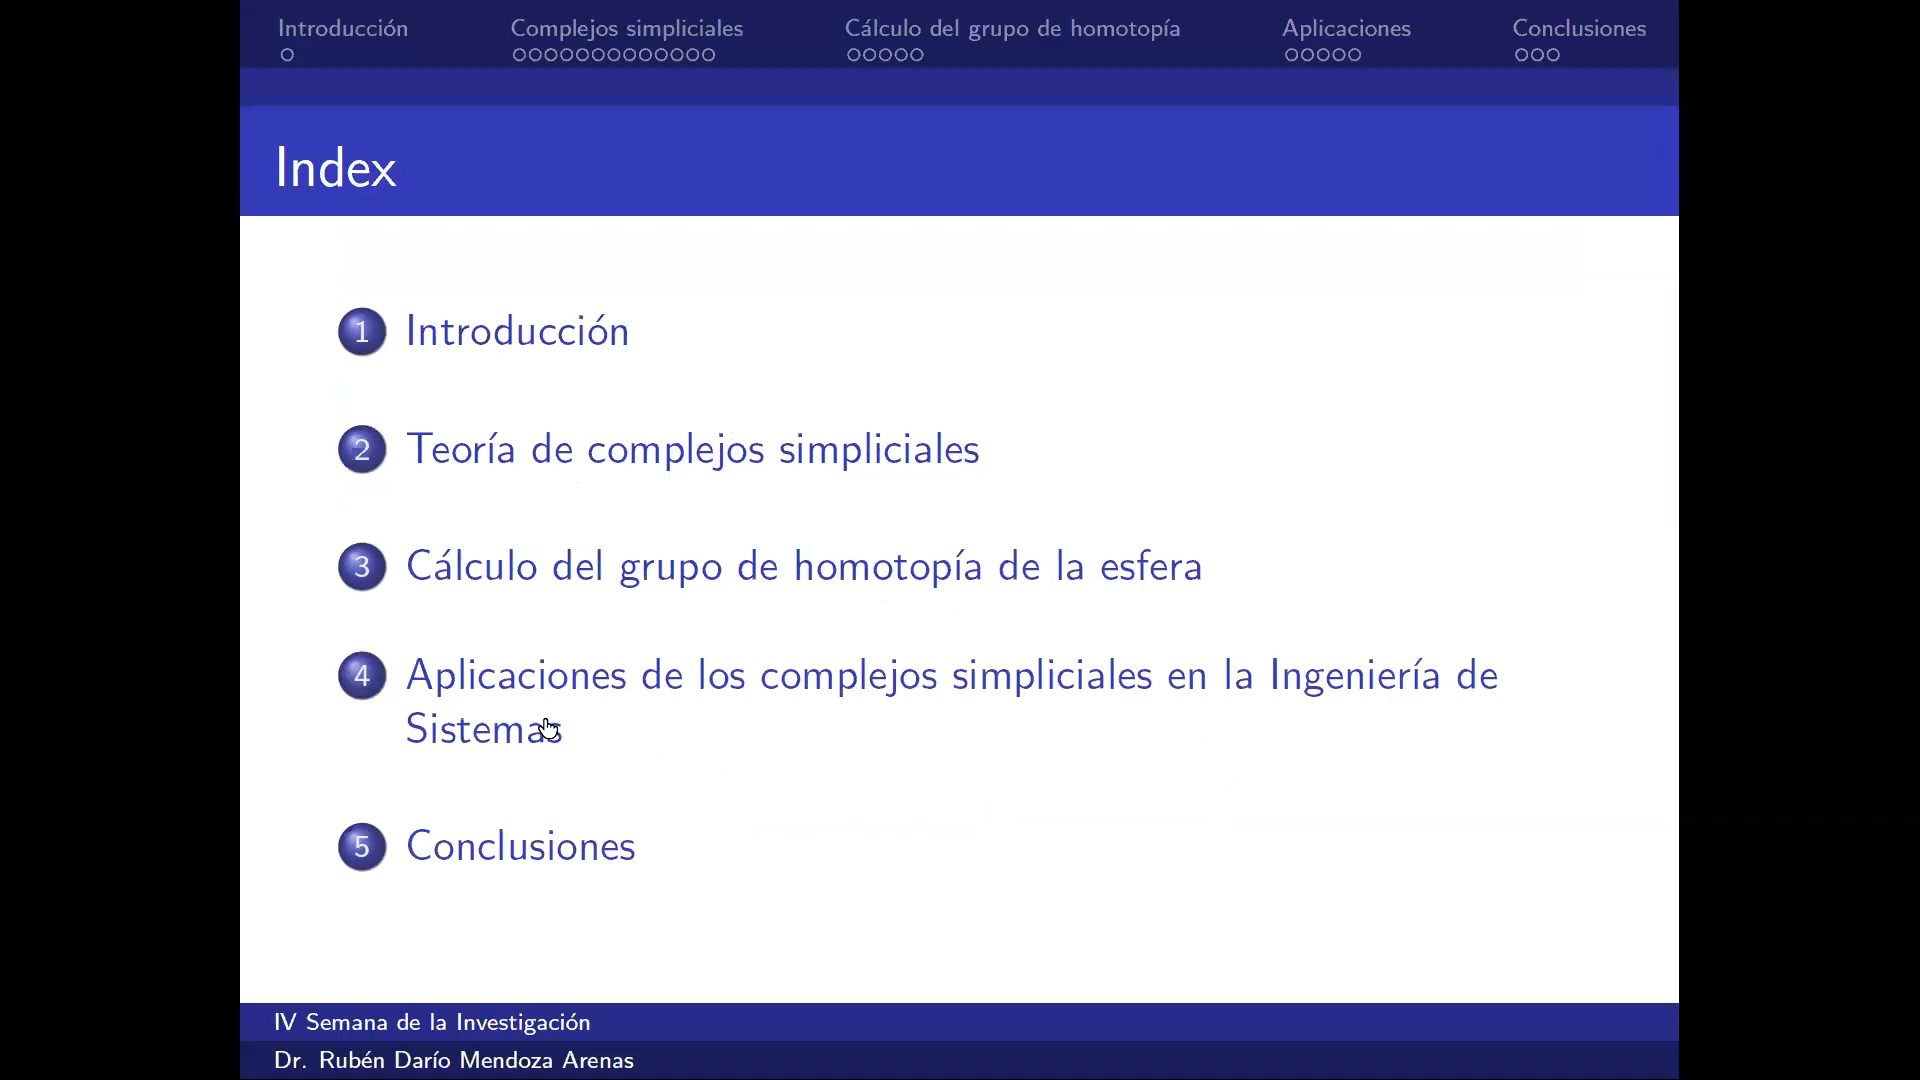 Introducción
Complejos simpliciales
Cálculo del grupo de homotopía
Aplicaciones
Conclusiones
Index
1 Introducción
2 Teoría de complejos simpliciales
3 Cálculo del grupo de homotopía de la esfera
4 Aplicaciones de los complejos simpliciales en la Ingeniería de
Sistemas
5 Conclusiones
IV Semana de la Investigación
Dr. Rubén Darío Mendoza Arenas